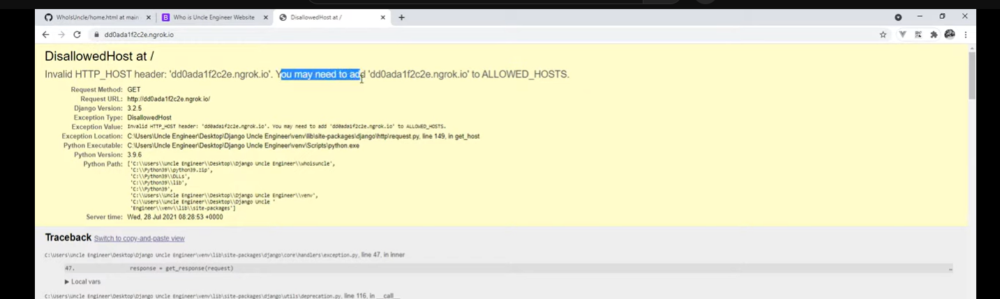 WhoIsUncle/home.html at main
Who is Uncle Engineer Website
DisallowedHost at /
dd0ada1f2c2e.ngrok.io
DisallowedHost at /
Invalid HTTP_HOST header: 'dd0ada1f2c2e.ngrok.io'. You may need to add 'dd0ada1f2c2e.ngrok.io' to ALLOWED_HOSTS.
Request Method: GET
Request URL: http://dd0ada1f2c2e.ngrok.io/
Django Version: 3.2.5
Exception Type: DisallowedHost
Exception Value: Invalid HTTP_HOST header: 'dd0ada1f2c2e.ngrok.io'. You may need to add 'dd0ada1f2c2e.ngrok.io' to ALLOWED_HOSTS.
Exception Location: C:\Users\Uncle Engineer\Desktop\Django Uncle Engineer\venv\lib\site-packages\django\http\request.py, line 149, in get_host
Python Executable: C:\Users\Uncle Engineer\Desktop\Django Uncle Engineer\venv\Scripts\python.exe
Python Version: 3.9.6
Python Path: ['C:\\Users\\Uncle Engineer\\Desktop\\Django Uncle Engineer\\whoisuncle',
'C:\\Python39\\python39.zip',
'C:\\Python39\\DLLs',
'C:\\Python39\\lib',
'C:\\Python39',
'C:\\Users\\Uncle Engineer\\Desktop\\Django Uncle Engineer\\venv',
'C:\\Users\\Uncle Engineer\\Desktop\\Django Uncle '
'Engineer\\venv\\lib\\site-packages']
Server time: Wed, 28 Jul 2021 08:28:53 +0000
Traceback Switch to copy-and-paste view
C:\Users\Uncle Engineer\Desktop\Django Uncle Engineer\venv\lib\site-packages\django\core\handlers\exception.py, line 47, in inner
47. response = get_response(request)
▶ Local vars
C:\Users\Uncle Engineer\Desktop\Django Uncle Engineer\venv\lib\site-packages\django\utils\deprecation.py, line 116, in __call__